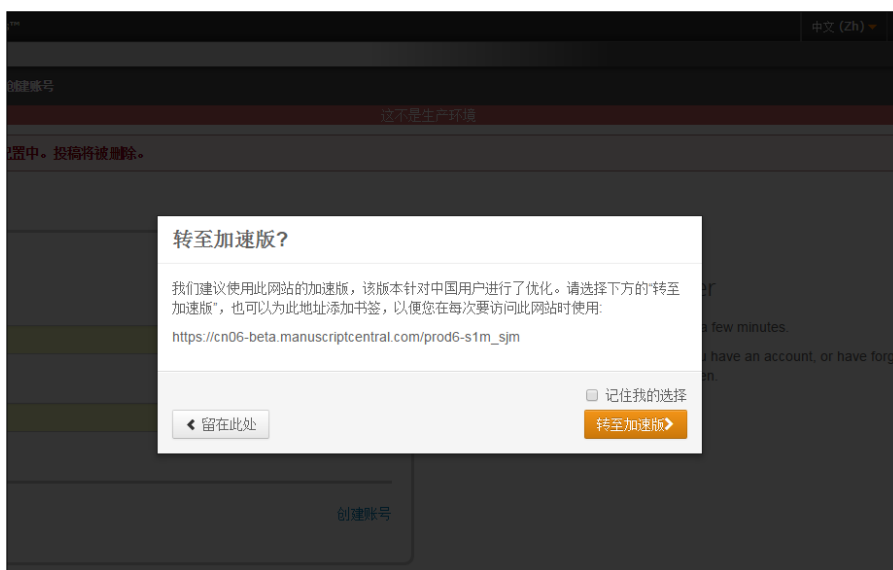 中文 (Zh)
创建账号
这不是生产环境
置中。投稿将被删除。
转至加速版?
我们建议使用此网站的加速版，该版本针对中国用户进行了优化。请选择下方的“转至
加速版”，也可以为此地址添加书签，以便您在每次要访问此网站时使用:
https://cn06-beta.manuscriptcentral.com/prod6-s1m_sjm
er
a few minutes.
have an account, or have forg
en.
记住我的选择
留在此处
转至加速版
创建账号